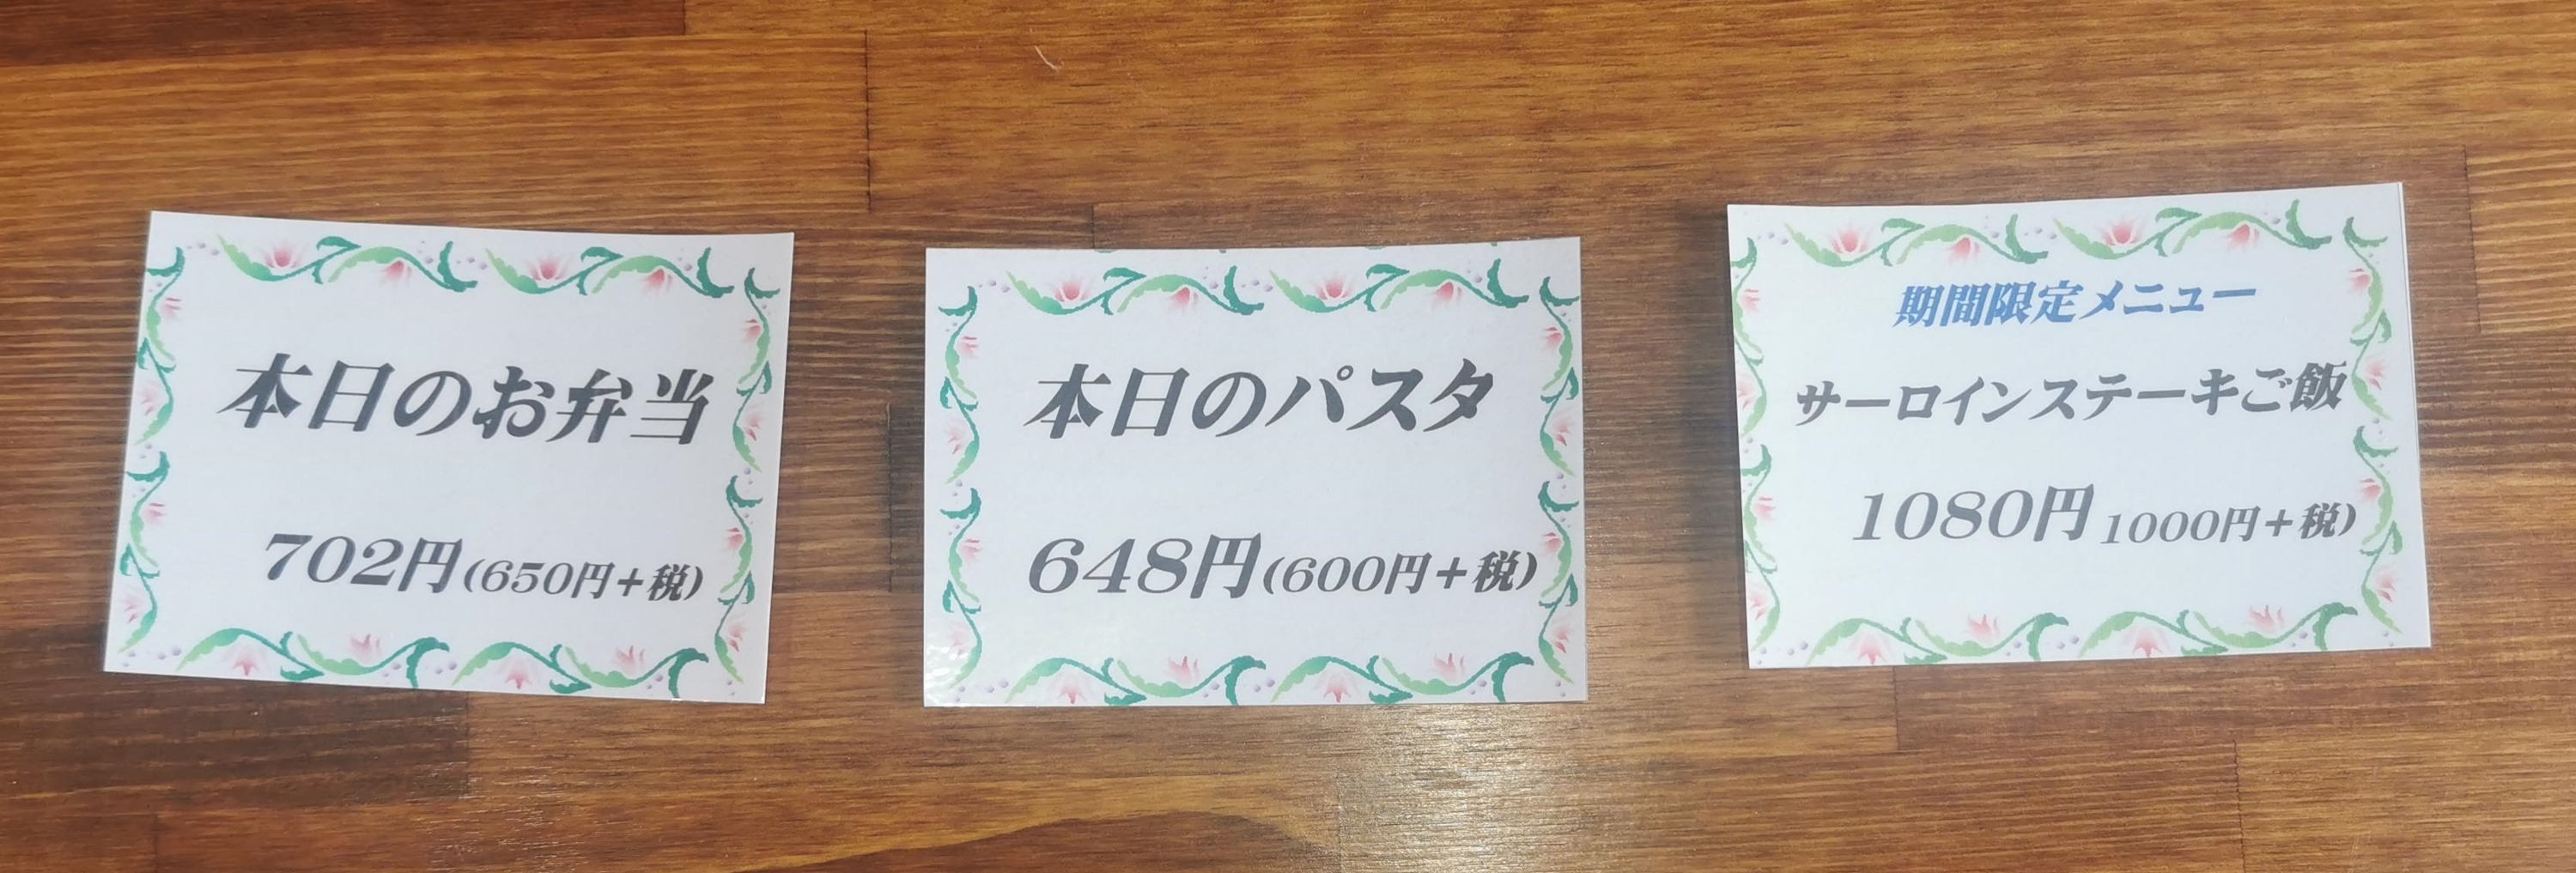 本日のお弁当
702円(650円+税)
本日のパスタ
648円(600円+税)
期間限定メニュー
サーロインステーキご飯
1080円 1000円+税)